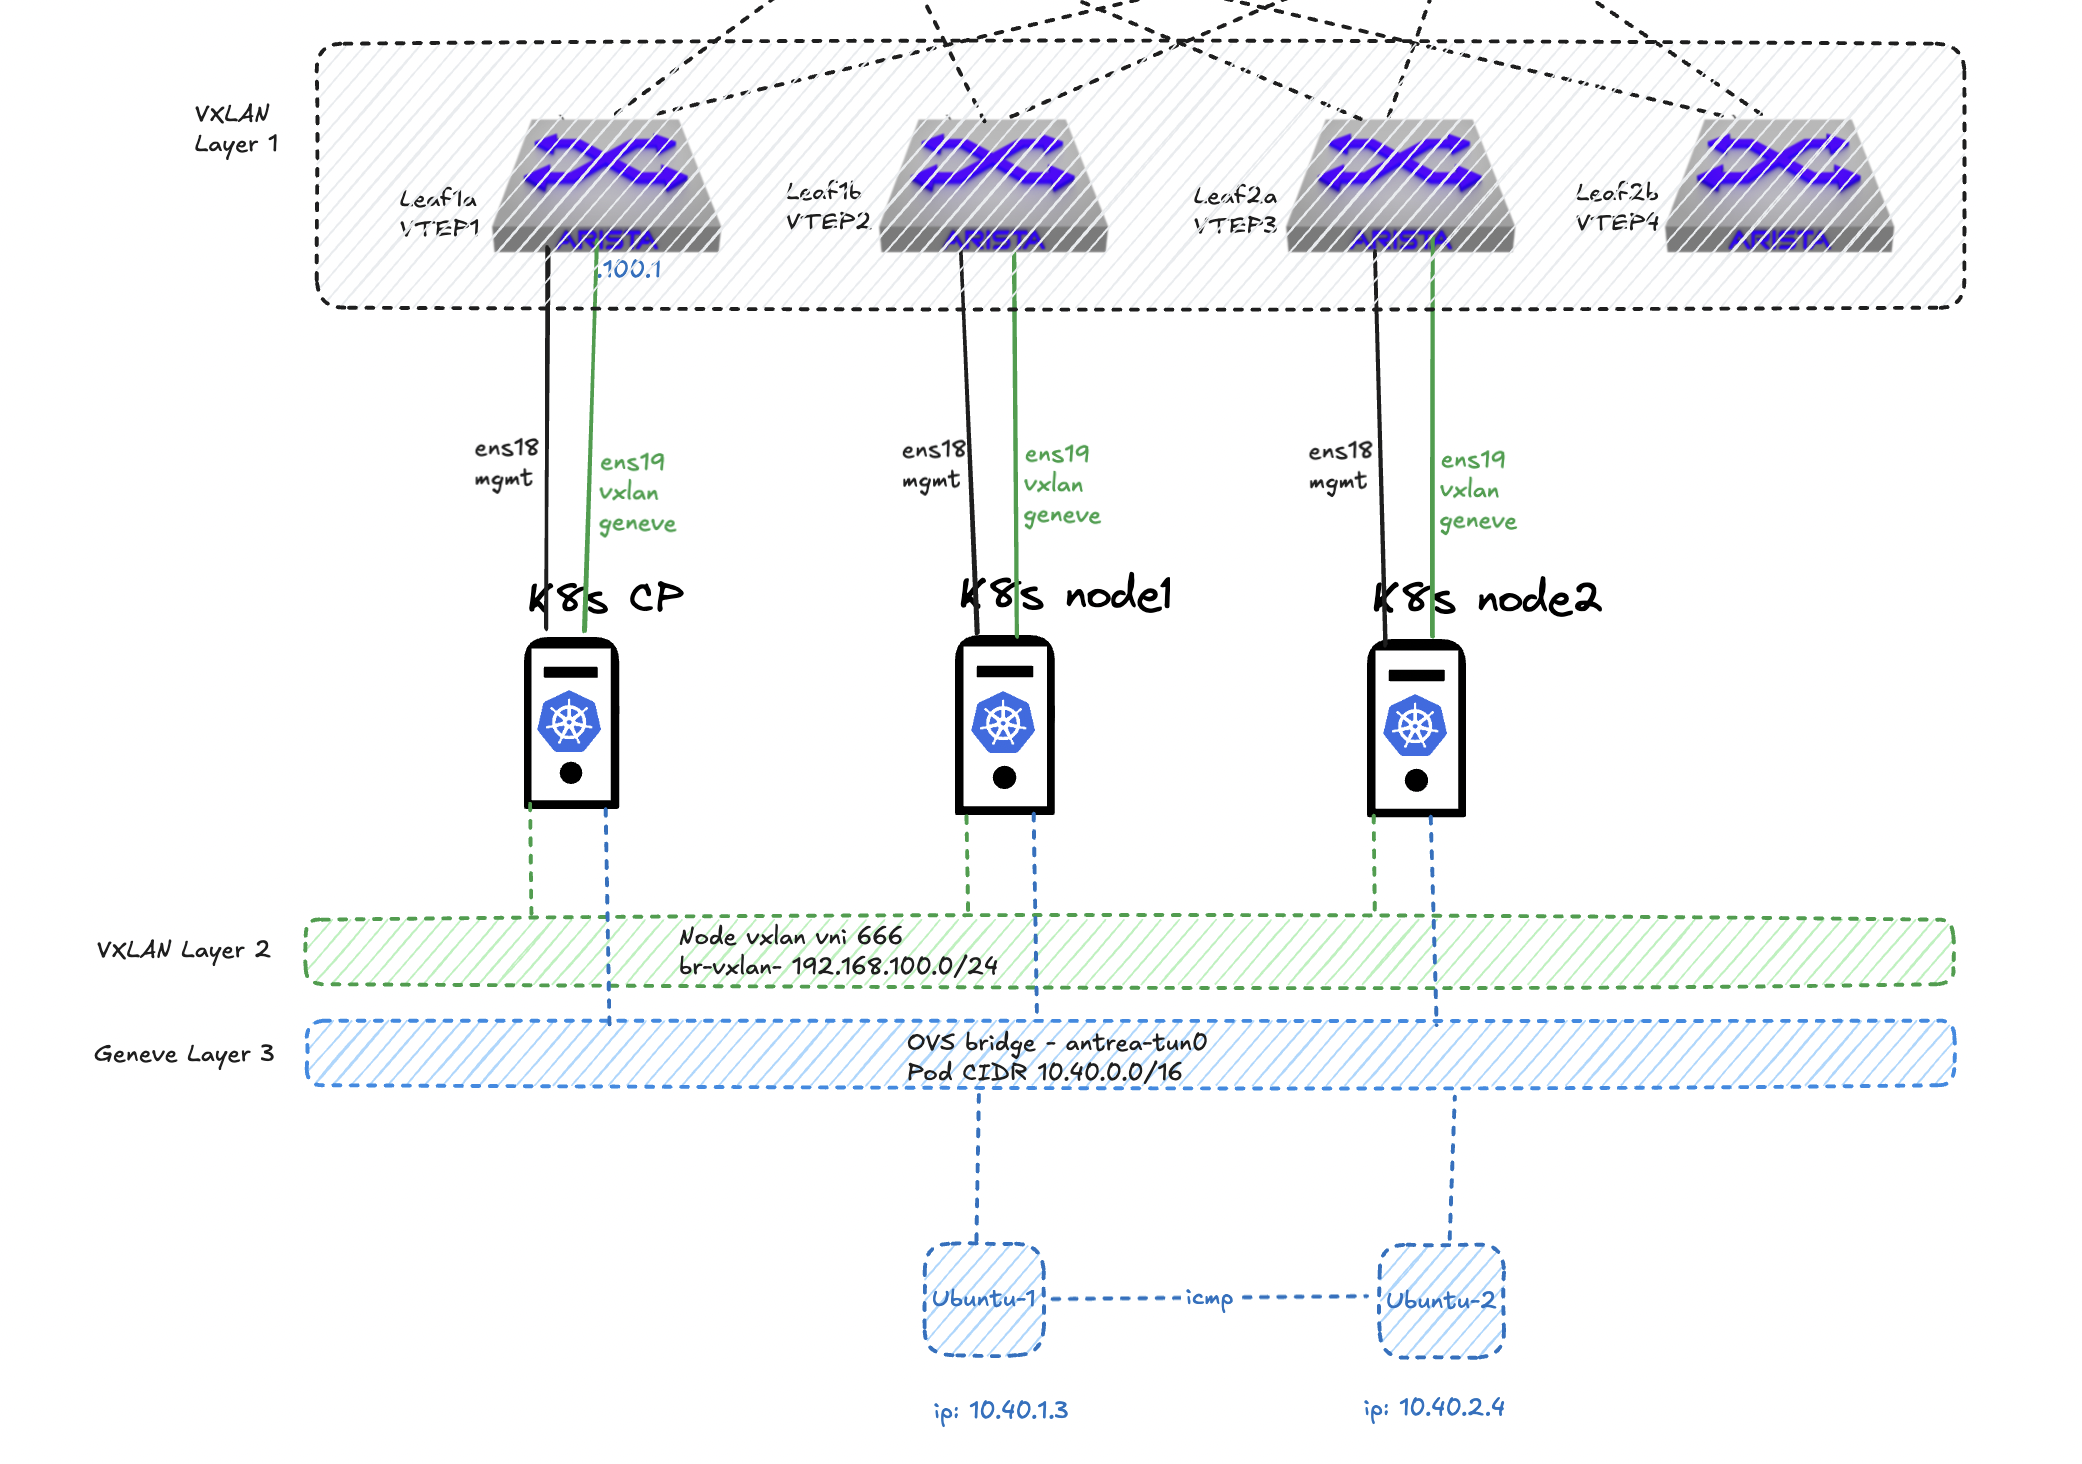 VXLAN
Layer 1
Leaf1a
VTEP1
ARISTA
.100.1
Leaf1b
VTEP2
ARISTA
Leaf2a
VTEP3
ARISTA
Leaf2b
VTEP4
ARISTA
ens18
mgmt
ens19
vxlan
geneve
ens18
mgmt
ens19
vxlan
geneve
ens18
mgmt
ens19
vxlan
geneve
K8s CP
K8s node1
K8s node2
VXLAN Layer 2
Node vxlan vni 666
br-vxlan- 192.168.100.0/24
Geneve Layer 3
OVS bridge - antrea-tun0
Pod CIDR 10.40.0.0/16
Ubuntu-1
icmp
Ubuntu-2
ip: 10.40.1.3
ip: 10.40.2.4